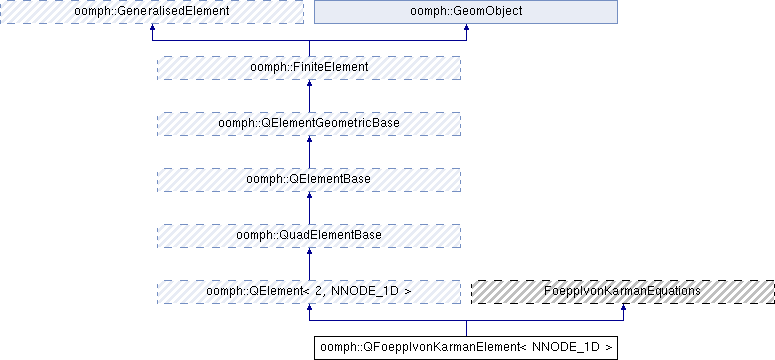 oomph::GeneralisedElement
oomph::GeomObject
oomph::FiniteElement
oomph::QElementGeometricBase
oomph::QElementBase
oomph::QuadElementBase
oomph::QElement< 2, NNODE_1D >
FoepplvonKarmanEquations
oomph::QFoepplvonKarmanElement< NNODE_1D >